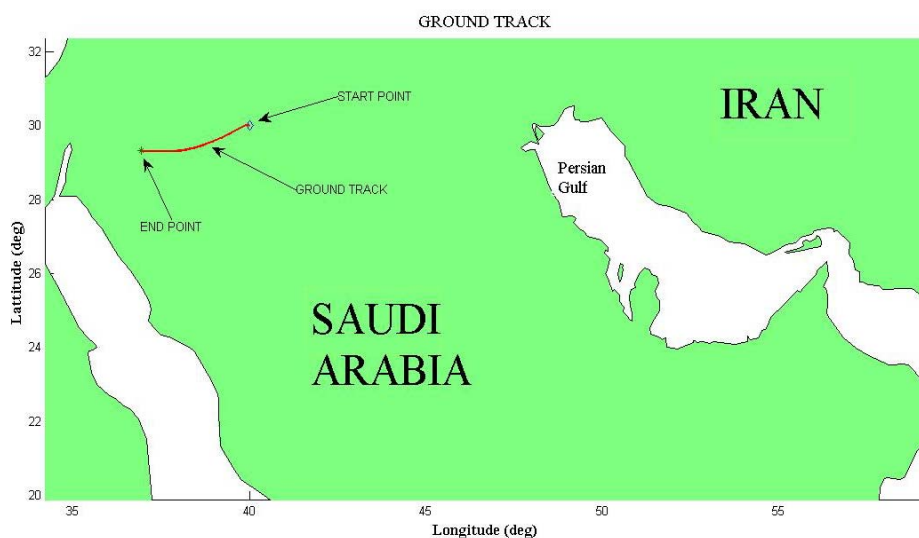 GROUND TRACK
32
30
28
26
24
22
20
Lattitude (deg)
START POINT
GROUND TRACK
END POINT
IRAN
Persian
Gulf
SAUDI
ARABIA
35
40
45
50
55
Longitude (deg)